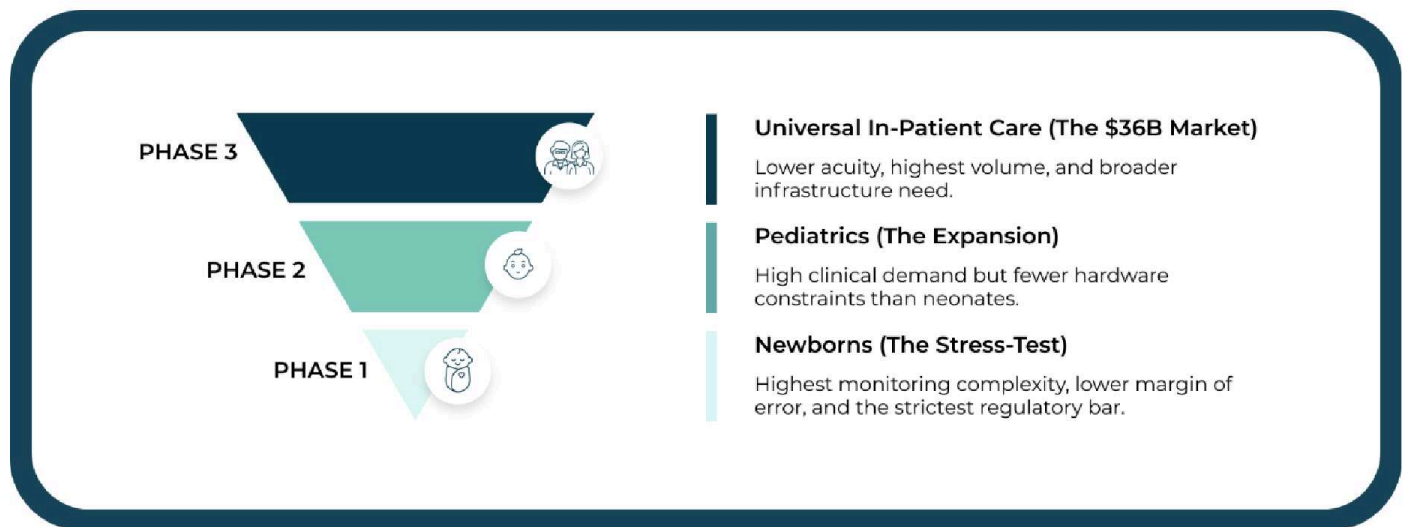 PHASE 3
Universal In-Patient Care (The $36B Market)
Lower acuity, highest volume, and broader
infrastructure need.
PHASE 2
Pediatrics (The Expansion)
High clinical demand but fewer hardware
constraints than neonates.
PHASE 1
Newborns (The Stress-Test)
Highest monitoring complexity, lower margin of
error, and the strictest regulatory bar.